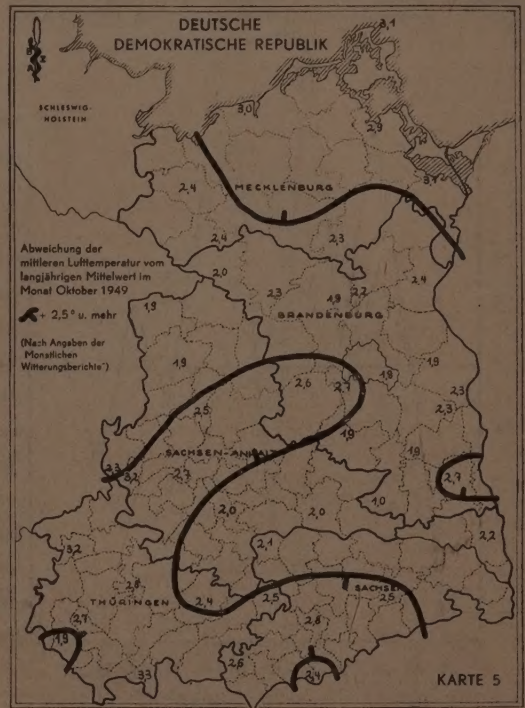 DEUTSCHE
DEMOKRATISCHE REPUBLIK
3,1
SCHLESWIG-
HOLSTEIN
3,0
2,9
3,1
2,4
MECKLENBURG
2,4
2,3
Abweichung der
mittleren Lufttemperatur vom
langjährigen Mittelwert im
Monat Oktober 1949
+ 2,5° u. mehr
(Nach Angaben der
Monatlichen
Witterungsberichte")
2,0
2,4
2,3
1,9
2,2
1,9
BRANDENBURG
1,9
1,9
1,9
2,6
2,7
2,3
2,5
2,3
1,9
SACHSEN-ANHALT
3,3
3,2
2,7
1,9
2,7
1,0
2,0
2,0
2,1
2,2
3,2
2,8
THÜRINGEN
2,4
2,5
SACHSEN
2,5
2,7
1,9
2,8
2,6
3,3
2,4
KARTE 5